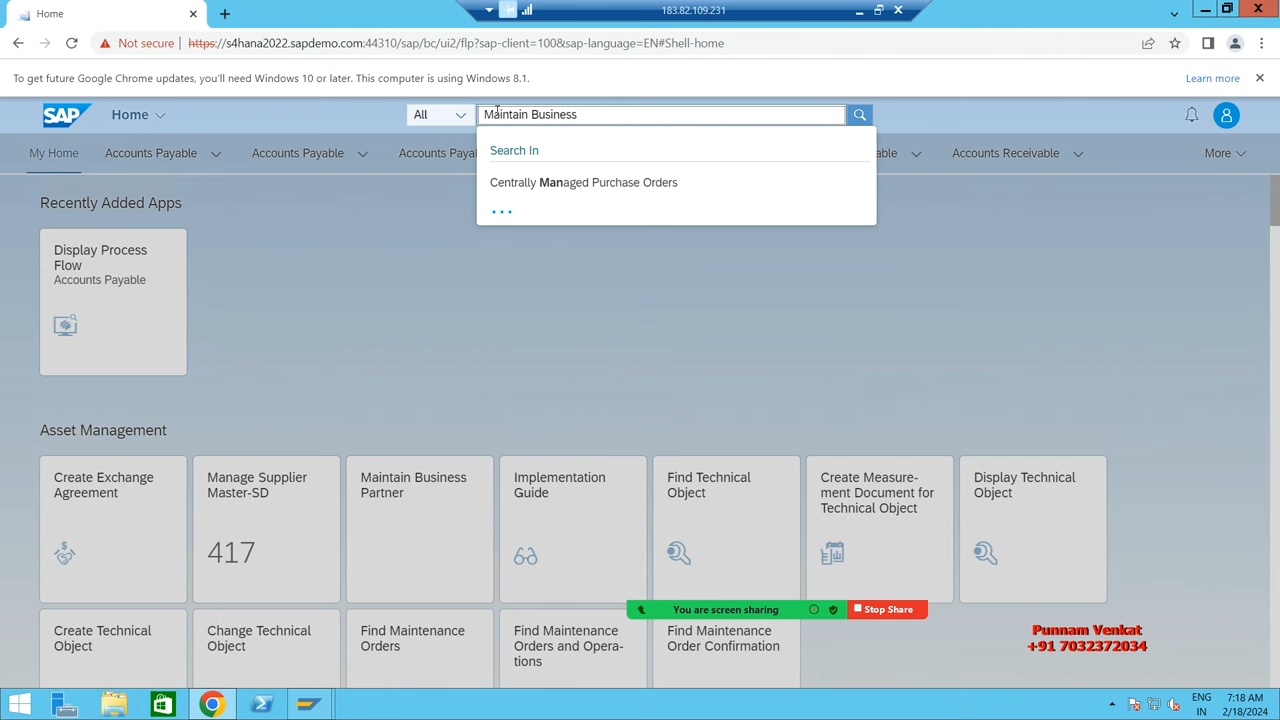 Home
183.82.109.231
Not secure
https://s4hana2022.sapdemo.com:44310/sap/bc/ui2/flp?sap-client=100&sap-language=EN#Shell-home
To get future Google Chrome updates, you'll need Windows 10 or later. This computer is using Windows 8.1.
Learn more
SAP
Home
All
Maintain Business
Search In
Centrally Managed Purchase Orders
...
My Home
Accounts Payable
Accounts Payable
Accounts Paya
able
Accounts Receivable
More
Recently Added Apps
Display Process
Flow
Accounts Payable
Asset Management
Create Exchange
Agreement
Manage Supplier
Master-SD
417
Maintain Business
Partner
Implementation
Guide
Find Technical
Object
Create Measure-
ment Document for
Technical Object
Display Technical
Object
You are screen sharing
Stop Share
Create Technical
Object
Change Technical
Object
Find Maintenance
Orders
Find Maintenance
Orders and Opera-
tions
Find Maintenance
Order Confirmation
Punnam Venkat
+91 7032372034
ENG
IN
7:18 AM
2/18/2024